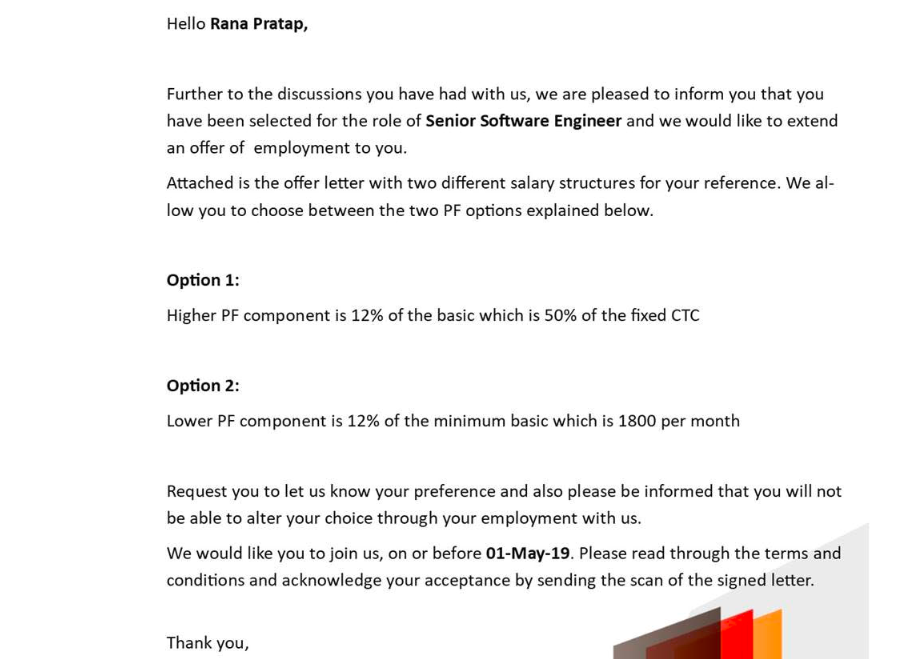 Hello Rana Pratap,
Further to the discussions you have had with us, we are pleased to inform you that you
have been selected for the role of Senior Software Engineer and we would like to extend
an offer of  employment to you.
Attached is the offer letter with two different salary structures for your reference. We al-
low you to choose between the two PF options explained below.
Option 1:
Higher PF component is 12% of the basic which is 50% of the fixed CTC
Option 2:
Lower PF component is 12% of the minimum basic which is 1800 per month
Request you to let us know your preference and also please be informed that you will not
be able to alter your choice through your employment with us.
We would like you to join us, on or before 01-May-19. Please read through the terms and
conditions and acknowledge your acceptance by sending the scan of the signed letter.
Thank you,